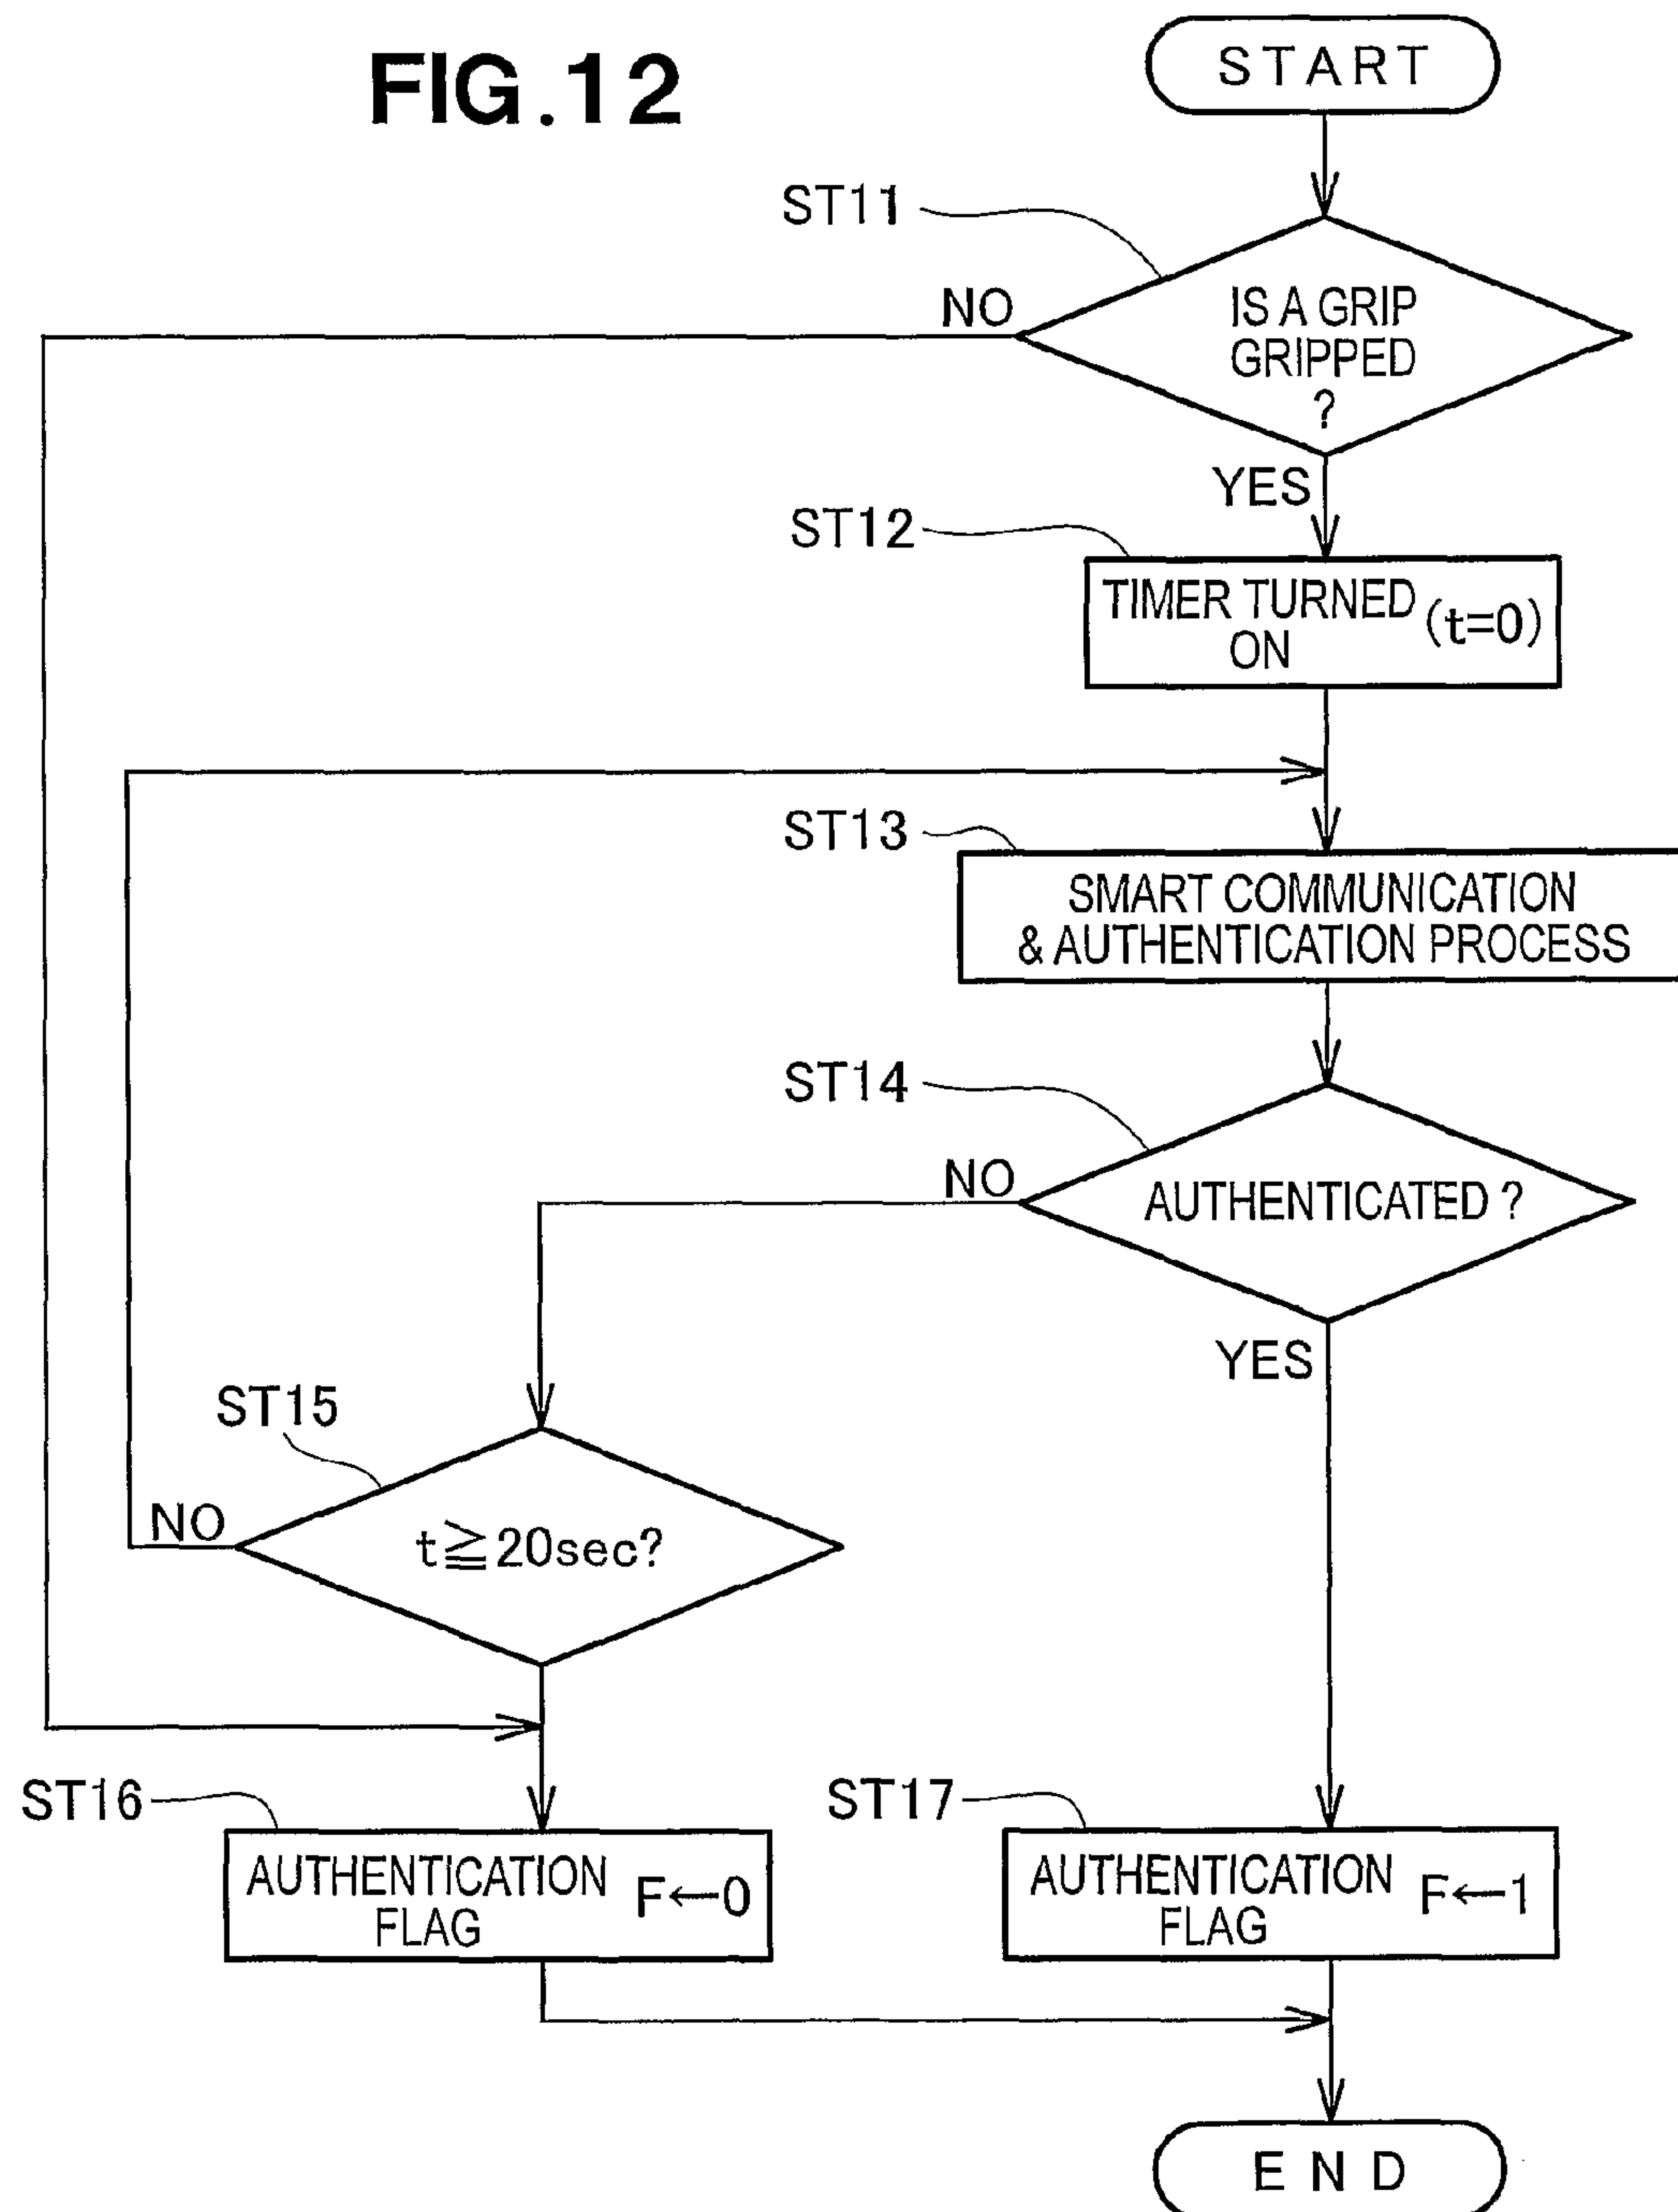 FIG.12
START
ST11
NO
IS A GRIP
GRIPPED
?
YES
ST12
TIMER TURNED
ON
(t=0)
ST13
SMART COMMUNICATION
& AUTHENTICATION PROCESS
ST14
NO
AUTHENTICATED ?
YES
ST15
NO
t≧20sec?
ST16
AUTHENTICATION
FLAG
F←0
ST17
AUTHENTICATION
FLAG
F←1
END